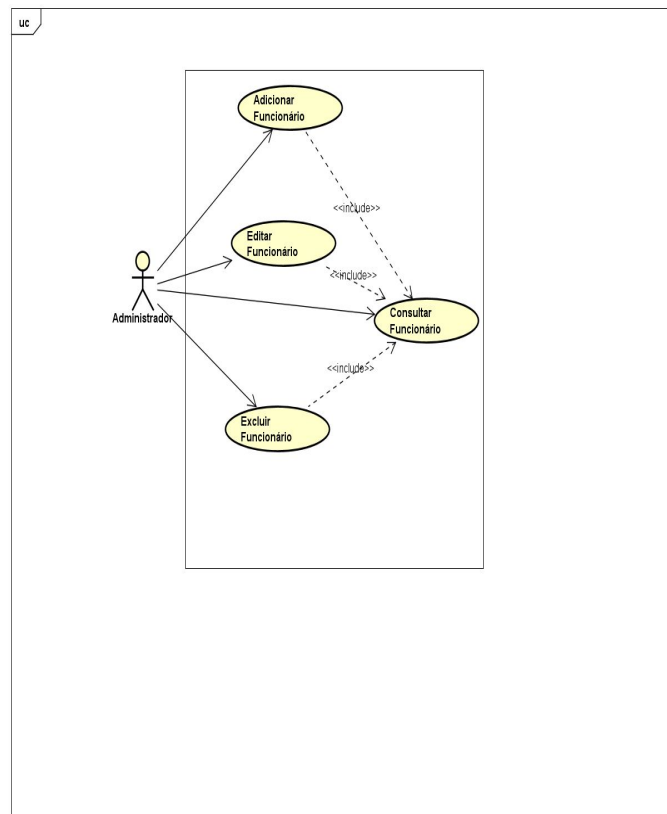 uc
Adicionar
Funcionário
<<include>>
Editar
Funcionário
<<include>>
Administrador
Consultar
Funcionário
<<include>>
Excluir
Funcionário